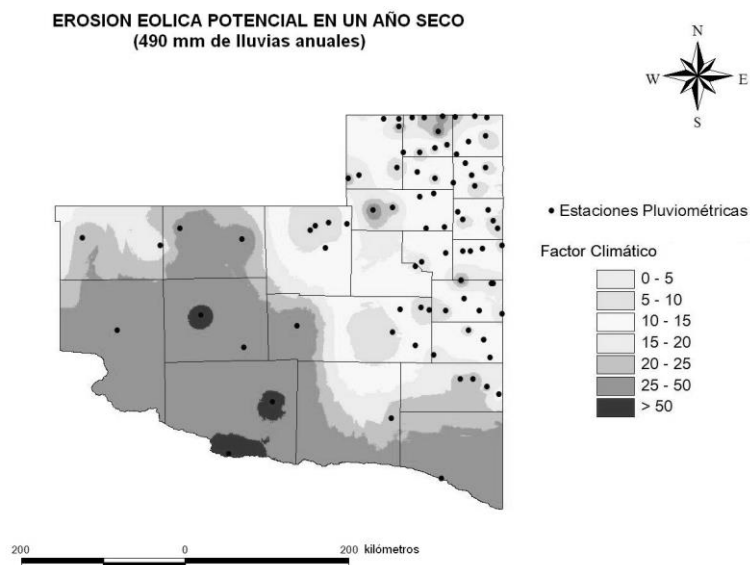 EROSION EOLICA POTENCIAL EN UN AÑO SECO
(490 mm de lluvias anuales)
N
W E
S
Estaciones Pluviométricas
Factor Climático
0 - 5
5 - 10
10 - 15
15 - 20
20 - 25
25 - 50
> 50
200 0 200 kilómetros